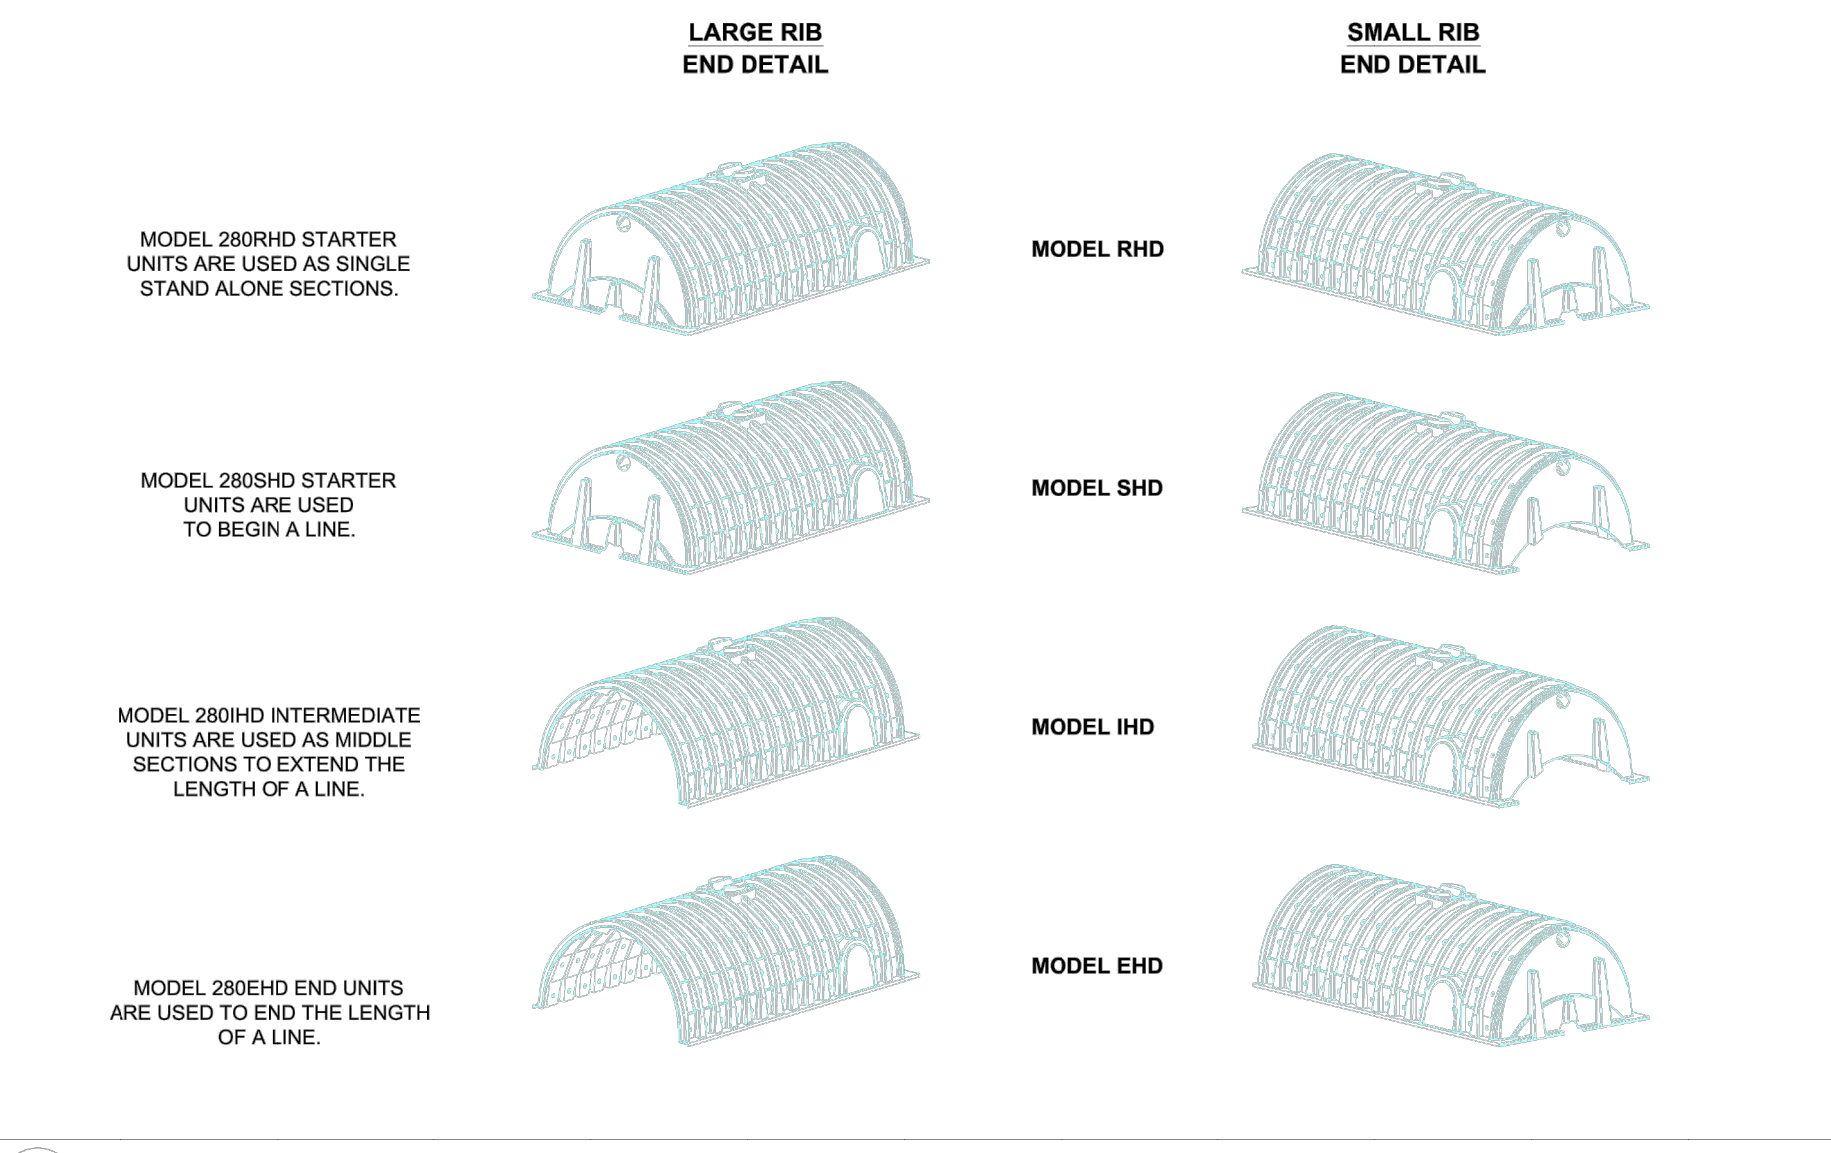 LARGE RIB
END DETAIL
SMALL RIB
END DETAIL
MODEL 280RHD STARTER
UNITS ARE USED AS SINGLE
STAND ALONE SECTIONS.
MODEL RHD
MODEL 280SHD STARTER
UNITS ARE USED
TO BEGIN A LINE.
MODEL SHD
MODEL 280IHD INTERMEDIATE
UNITS ARE USED AS MIDDLE
SECTIONS TO EXTEND THE
LENGTH OF A LINE.
MODEL IHD
MODEL 280EHD END UNITS
ARE USED TO END THE LENGTH
OF A LINE.
MODEL EHD